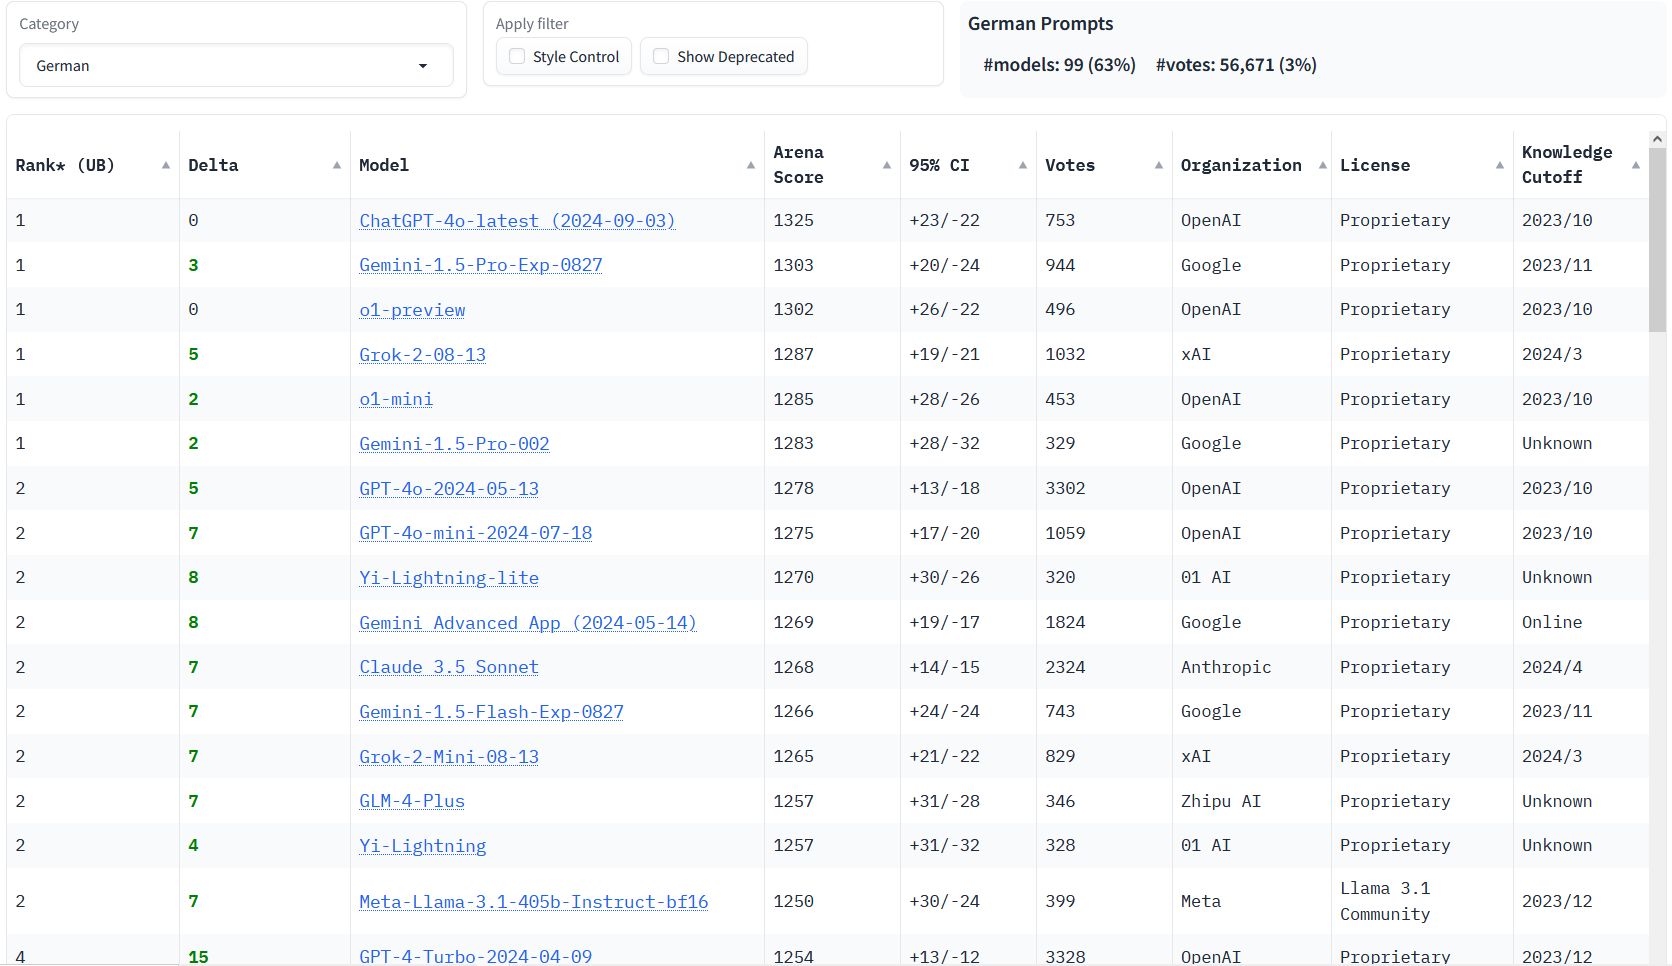 Category
German
Apply filter
Style Control Show Deprecated
German Prompts
#models: 99 (63%) #votes: 56,671 (3%)
Rank* (UB) Delta Model Arena Score 95% CI Votes Organization License Knowledge Cutoff
1 0 ChatGPT-4o-latest (2024-09-03) 1325 +23/-22 753 OpenAI Proprietary 2023/10
1 3 Gemini-1.5-Pro-Exp-0827 1303 +20/-24 944 Google Proprietary 2023/11
1 0 o1-preview 1302 +26/-22 496 OpenAI Proprietary 2023/10
1 5 Grok-2-08-13 1287 +19/-21 1032 xAI Proprietary 2024/3
1 2 o1-mini 1285 +28/-26 453 OpenAI Proprietary 2023/10
1 2 Gemini-1.5-Pro-002 1283 +28/-32 329 Google Proprietary Unknown
2 5 GPT-4o-2024-05-13 1278 +13/-18 3302 OpenAI Proprietary 2023/10
2 7 GPT-4o-mini-2024-07-18 1275 +17/-20 1059 OpenAI Proprietary 2023/10
2 8 Yi-Lightning-lite 1270 +30/-26 320 01 AI Proprietary Unknown
2 8 Gemini Advanced App (2024-05-14) 1269 +19/-17 1824 Google Proprietary Online
2 7 Claude 3.5 Sonnet 1268 +14/-15 2324 Anthropic Proprietary 2024/4
2 7 Gemini-1.5-Flash-Exp-0827 1266 +24/-24 743 Google Proprietary 2023/11
2 7 Grok-2-Mini-08-13 1265 +21/-22 829 xAI Proprietary 2024/3
2 7 GLM-4-Plus 1257 +31/-28 346 Zhipu AI Proprietary Unknown
2 4 Yi-Lightning 1257 +31/-32 328 01 AI Proprietary Unknown
2 7 Meta-Llama-3.1-405b-Instruct-bf16 1250 +30/-24 399 Meta Llama 3.1 Community 2023/12
4 15 GPT-4-Turbo-2024-04-09 1254 +13/-12 3328 OpenAI Proprietary 2023/12